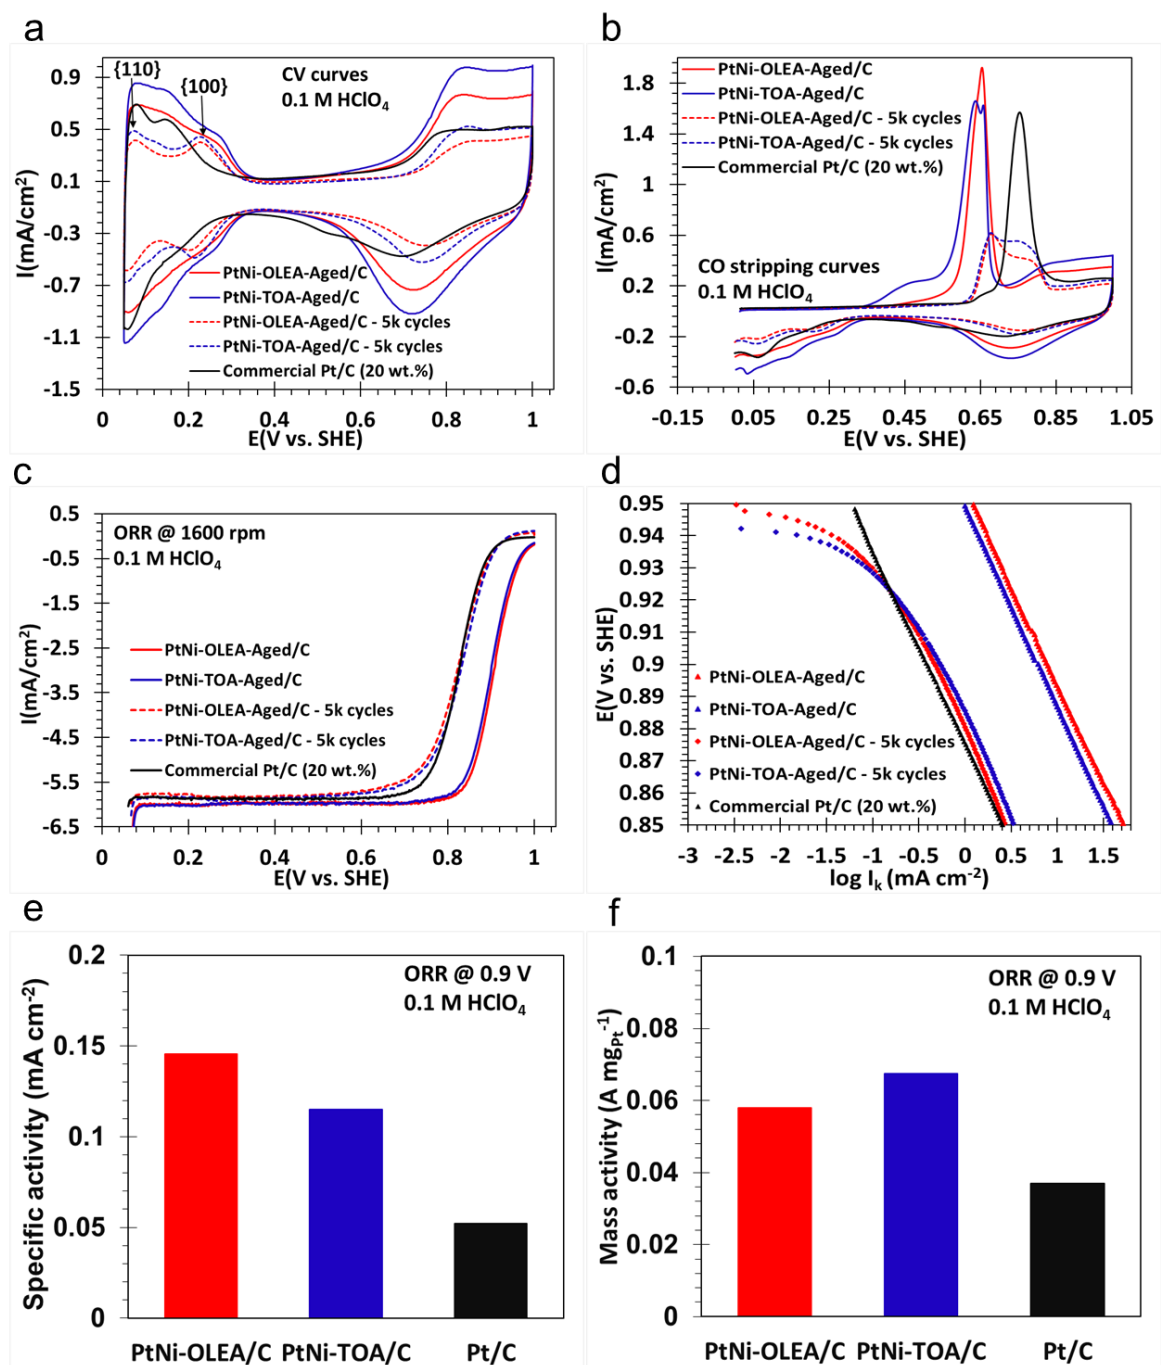 a
{110}
{100}
CV curves
0.1 M HClO₄
I(mA/cm²)
0.9
0.5
0.1
-0.3
-0.7
-1.1
-1.5
PtNi-OLEA-Aged/C
PtNi-TOA-Aged/C
PtNi-OLEA-Aged/C - 5k cycles
PtNi-TOA-Aged/C - 5k cycles
Commercial Pt/C (20 wt.%)
0 0.2 0.4 0.6 0.8 1
E(V vs. SHE)
b
I(mA/cm²)
1.8
1.4
1
0.6
0.2
-0.2
-0.6
PtNi-OLEA-Aged/C
PtNi-TOA-Aged/C
PtNi-OLEA-Aged/C - 5k cycles
PtNi-TOA-Aged/C - 5k cycles
Commercial Pt/C (20 wt.%)
CO stripping curves
0.1 M HClO₄
-0.15 0.05 0.25 0.45 0.65 0.85 1.05
E(V vs. SHE)
c
I(mA/cm²)
0.5
-0.5
-1.5
-2.5
-3.5
-4.5
-5.5
-6.5
ORR @ 1600 rpm
0.1 M HClO₄
PtNi-OLEA-Aged/C
PtNi-TOA-Aged/C
PtNi-OLEA-Aged/C - 5k cycles
PtNi-TOA-Aged/C - 5k cycles
Commercial Pt/C (20 wt.%)
0 0.2 0.4 0.6 0.8 1
E(V vs. SHE)
d
E(V vs. SHE)
0.95
0.94
0.93
0.92
0.91
0.9
0.89
0.88
0.87
0.86
0.85
PtNi-OLEA-Aged/C
PtNi-TOA-Aged/C
PtNi-OLEA-Aged/C - 5k cycles
PtNi-TOA-Aged/C - 5k cycles
Commercial Pt/C (20 wt.%)
-3 -2.5 -2 -1.5 -1 -0.5 0 0.5 1 1.5
log Iₖ (mA cm⁻²)
e
Specific activity (mA cm⁻²)
0.2
0.15
0.1
0.05
0
ORR @ 0.9 V
0.1 M HClO₄
PtNi-OLEA/C PtNi-TOA/C Pt/C
f
Mass activity (A mg_Pt⁻¹)
0.1
0.08
0.06
0.04
0.02
0
ORR @ 0.9 V
0.1 M HClO₄
PtNi-OLEA/C PtNi-TOA/C Pt/C